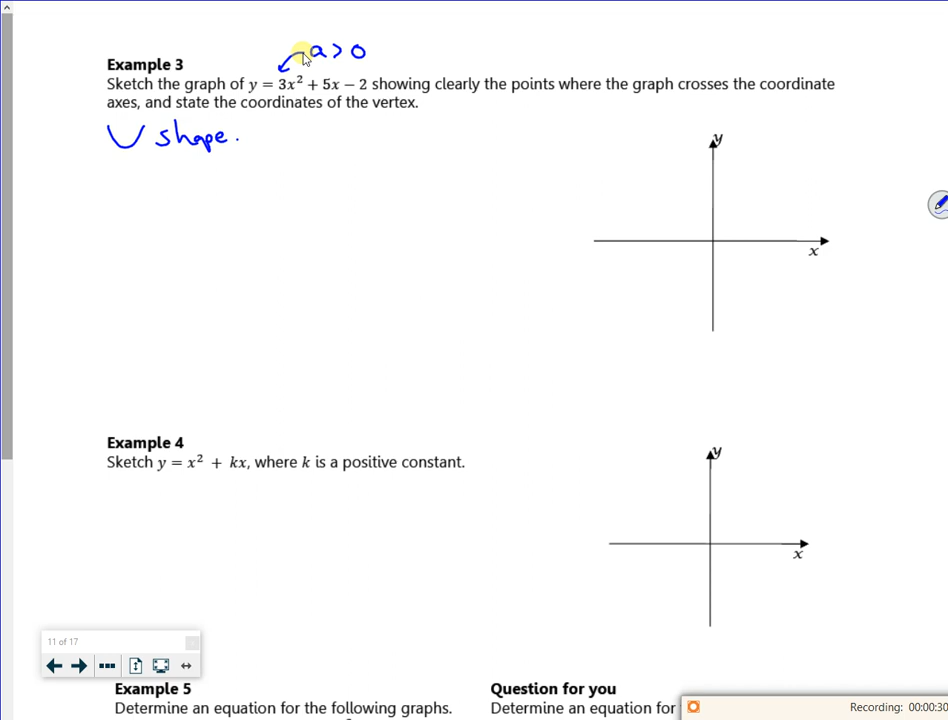 a > 0
Example 3
Sketch the graph of y = 3x² + 5x − 2 showing clearly the points where the graph crosses the coordinate
axes, and state the coordinates of the vertex.
U shape.
y
x
Example 4
Sketch y = x² + kx, where k is a positive constant.
y
x
11 of 17
Example 5
Determine an equation for the following graphs.
Question for you
Determine an equation for
Recording: 00:00:30